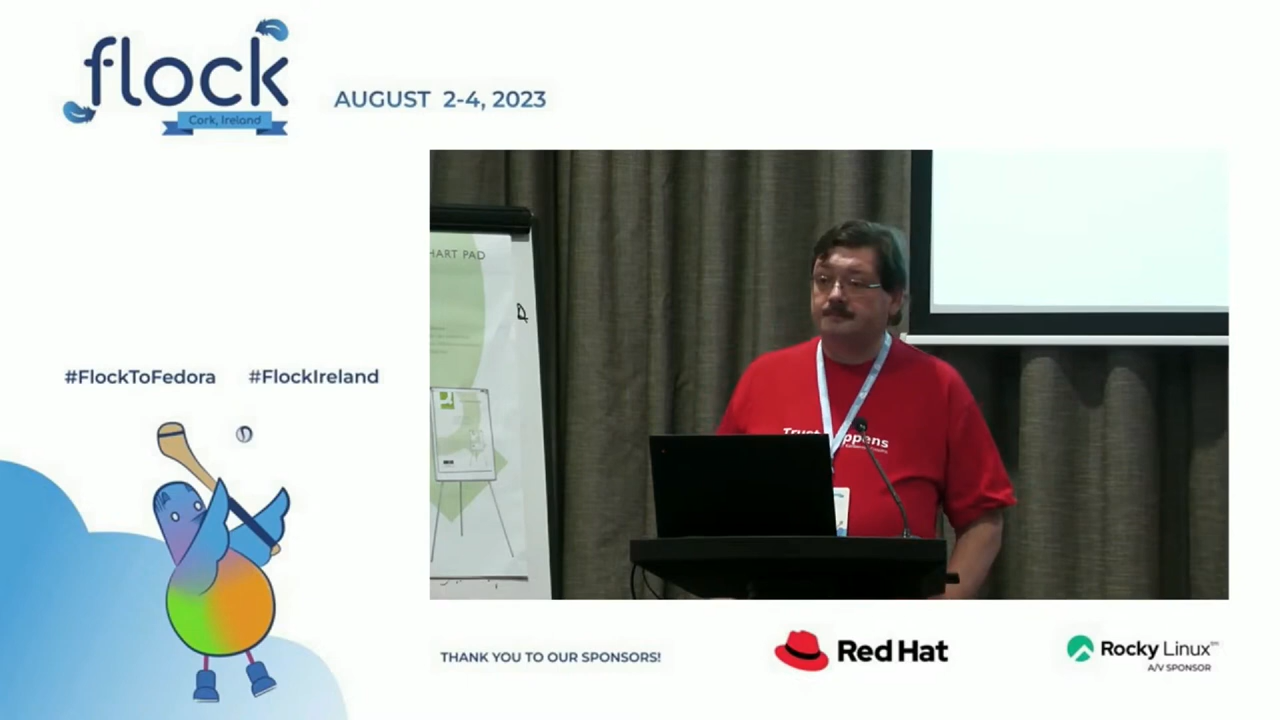 flock
Cork, Ireland
AUGUST 2-4, 2023
HART PAD
#FlockToFedora #FlockIreland
THANK YOU TO OUR SPONSORS!
Red Hat
Rocky Linux
A/V SPONSOR